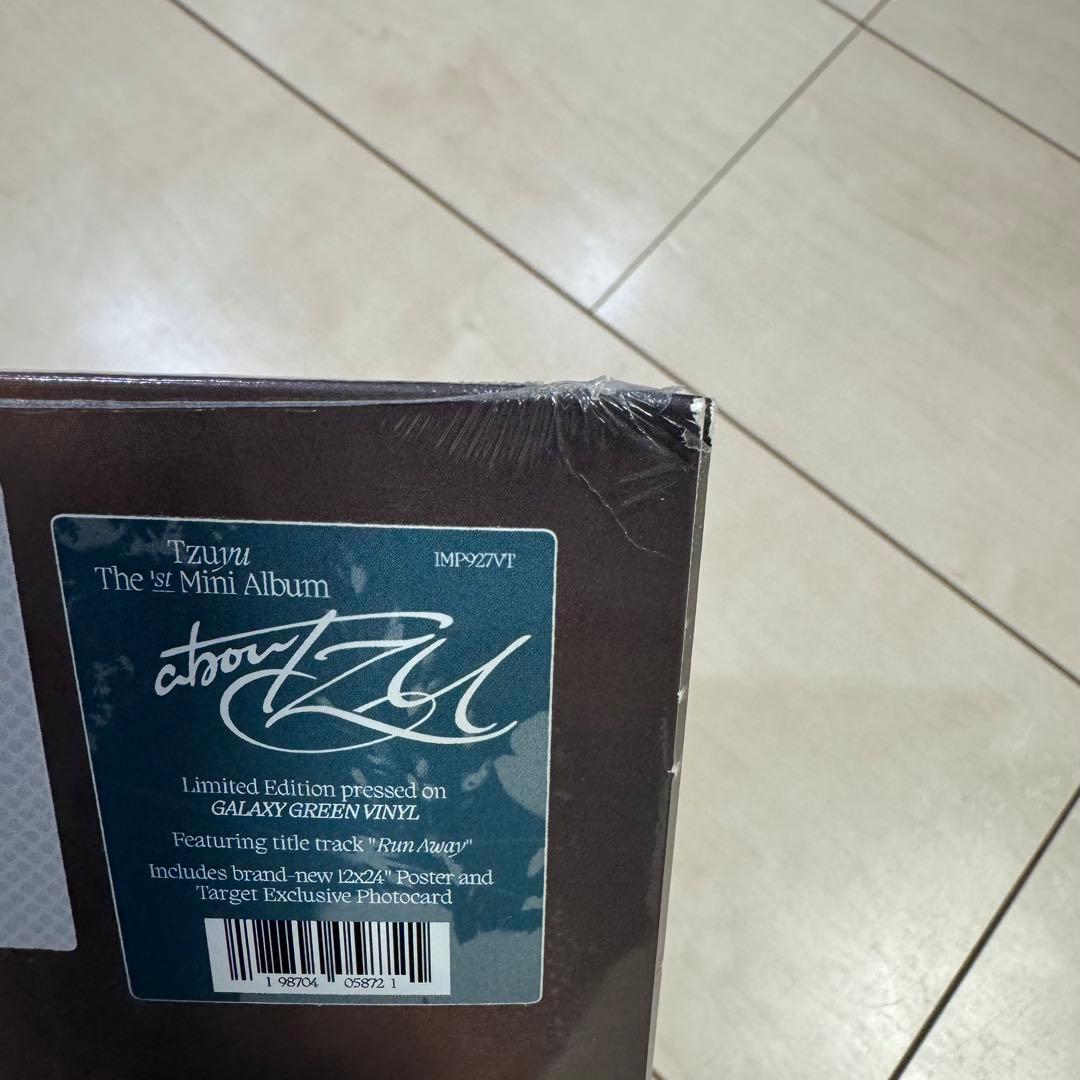 Tzuyu
IMP927VT
The 1st Mini Album
abouTZU
Limited Edition pressed on
GALAXY GREEN VINYL
Featuring title track "Run Away"
Includes brand-new 12x24" Poster and
Target Exclusive Photocard
1 98704 05872 1